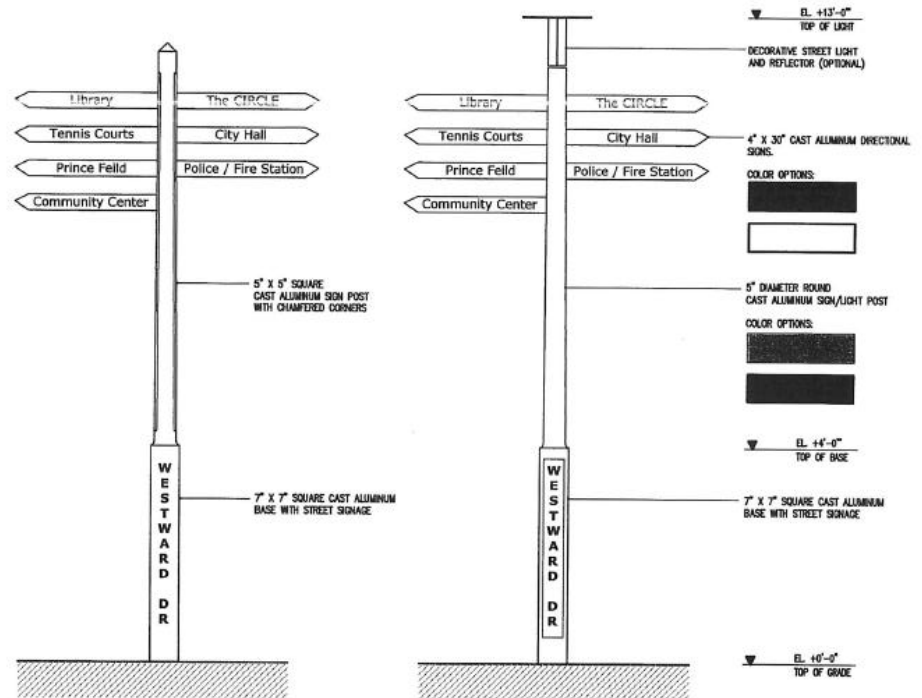 Library
The CIRCLE
Tennis Courts
City Hall
Prince Feild
Police / Fire Station
Community Center
5" X 5" SQUARE
CAST ALUMINUM SIGN POST
WITH CHAMFERED CORNERS
WESTWARD DR
7" X 7" SQUARE CAST ALUMINUM
BASE WITH STREET SIGNAGE
Library
The CIRCLE
Tennis Courts
City Hall
Prince Feild
Police / Fire Station
Community Center
WESTWARD DR
EL. +13'-0"
TOP OF LIGHT
DECORATIVE STREET LIGHT
AND REFLECTOR (OPTIONAL)
4" X 30" CAST ALUMINUM DIRECTIONAL
SIGNS.
COLOR OPTIONS:
5" DIAMETER ROUND
CAST ALUMINUM SIGN/LIGHT POST
COLOR OPTIONS:
EL. +4'-0"
TOP OF BASE
7" X 7" SQUARE CAST ALUMINUM
BASE WITH STREET SIGNAGE
EL. +0'-0"
TOP OF GRADE